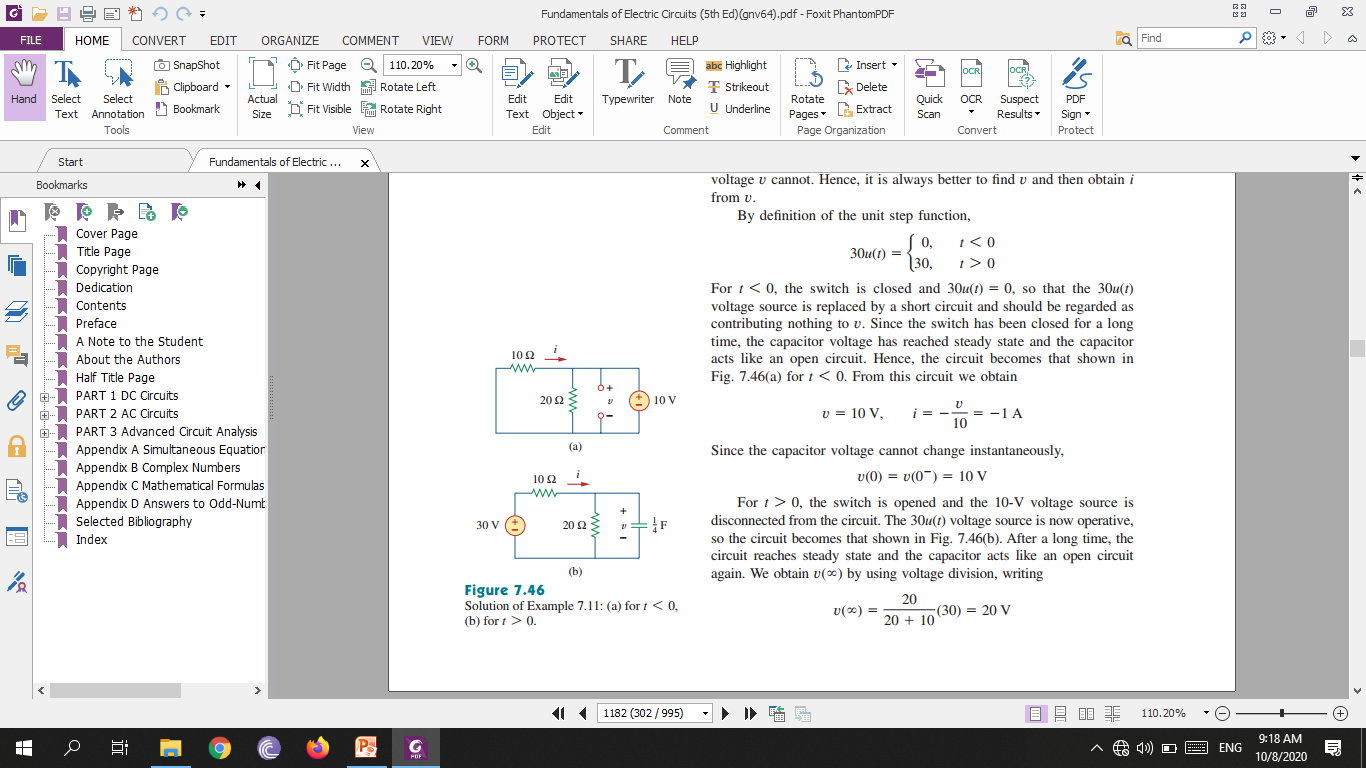 Fundamentals of Electric Circuits (5th Ed)(gnv64).pdf - Foxit PhantomPDF
FILE HOME CONVERT EDIT ORGANIZE COMMENT VIEW FORM PROTECT SHARE HELP
Find
Hand
Select Text
Select Annotation
SnapShot
Clipboard
Bookmark
Tools
Actual Size
Fit Page
Fit Width
Fit Visible
110.20%
Rotate Left
Rotate Right
View
Edit Text
Edit Object
Edit
Typewriter
Note
abc Highlight
Strikeout
U Underline
Comment
Rotate Pages
Insert
Delete
Extract
Page Organization
Quick Scan
OCR
OCR
OCR
Suspect Results
Convert
PDF Sign
Protect
Start
Fundamentals of Electric ...
Bookmarks
Cover Page
Title Page
Copyright Page
Dedication
Contents
Preface
A Note to the Student
About the Authors
Half Title Page
PART 1 DC Circuits
PART 2 AC Circuits
PART 3 Advanced Circuit Analysis
Appendix A Simultaneous Equation
Appendix B Complex Numbers
Appendix C Mathematical Formulas
Appendix D Answers to Odd-Numb
Selected Bibliography
Index
10 Ω i
20 Ω
+
v
−
+
−
10 V
(a)
10 Ω i
30 V
+
−
20 Ω
+
v
−
1/4 F
(b)
Figure 7.46
Solution of Example 7.11: (a) for t < 0,
(b) for t > 0.
voltage v cannot. Hence, it is always better to find v and then obtain i
from v.
By definition of the unit step function,
30u(t) = { 0, t < 0
30, t > 0
For t < 0, the switch is closed and 30u(t) = 0, so that the 30u(t)
voltage source is replaced by a short circuit and should be regarded as
contributing nothing to v. Since the switch has been closed for a long
time, the capacitor voltage has reached steady state and the capacitor
acts like an open circuit. Hence, the circuit becomes that shown in
Fig. 7.46(a) for t < 0. From this circuit we obtain
v = 10 V, i = −v/10 = −1 A
Since the capacitor voltage cannot change instantaneously,
v(0) = v(0⁻) = 10 V
For t > 0, the switch is opened and the 10-V voltage source is
disconnected from the circuit. The 30u(t) voltage source is now operative,
so the circuit becomes that shown in Fig. 7.46(b). After a long time, the
circuit reaches steady state and the capacitor acts like an open circuit
again. We obtain v(∞) by using voltage division, writing
v(∞) = 20/(20 + 10) (30) = 20 V
1182 (302 / 995)
110.20%
ENG
9:18 AM
10/8/2020